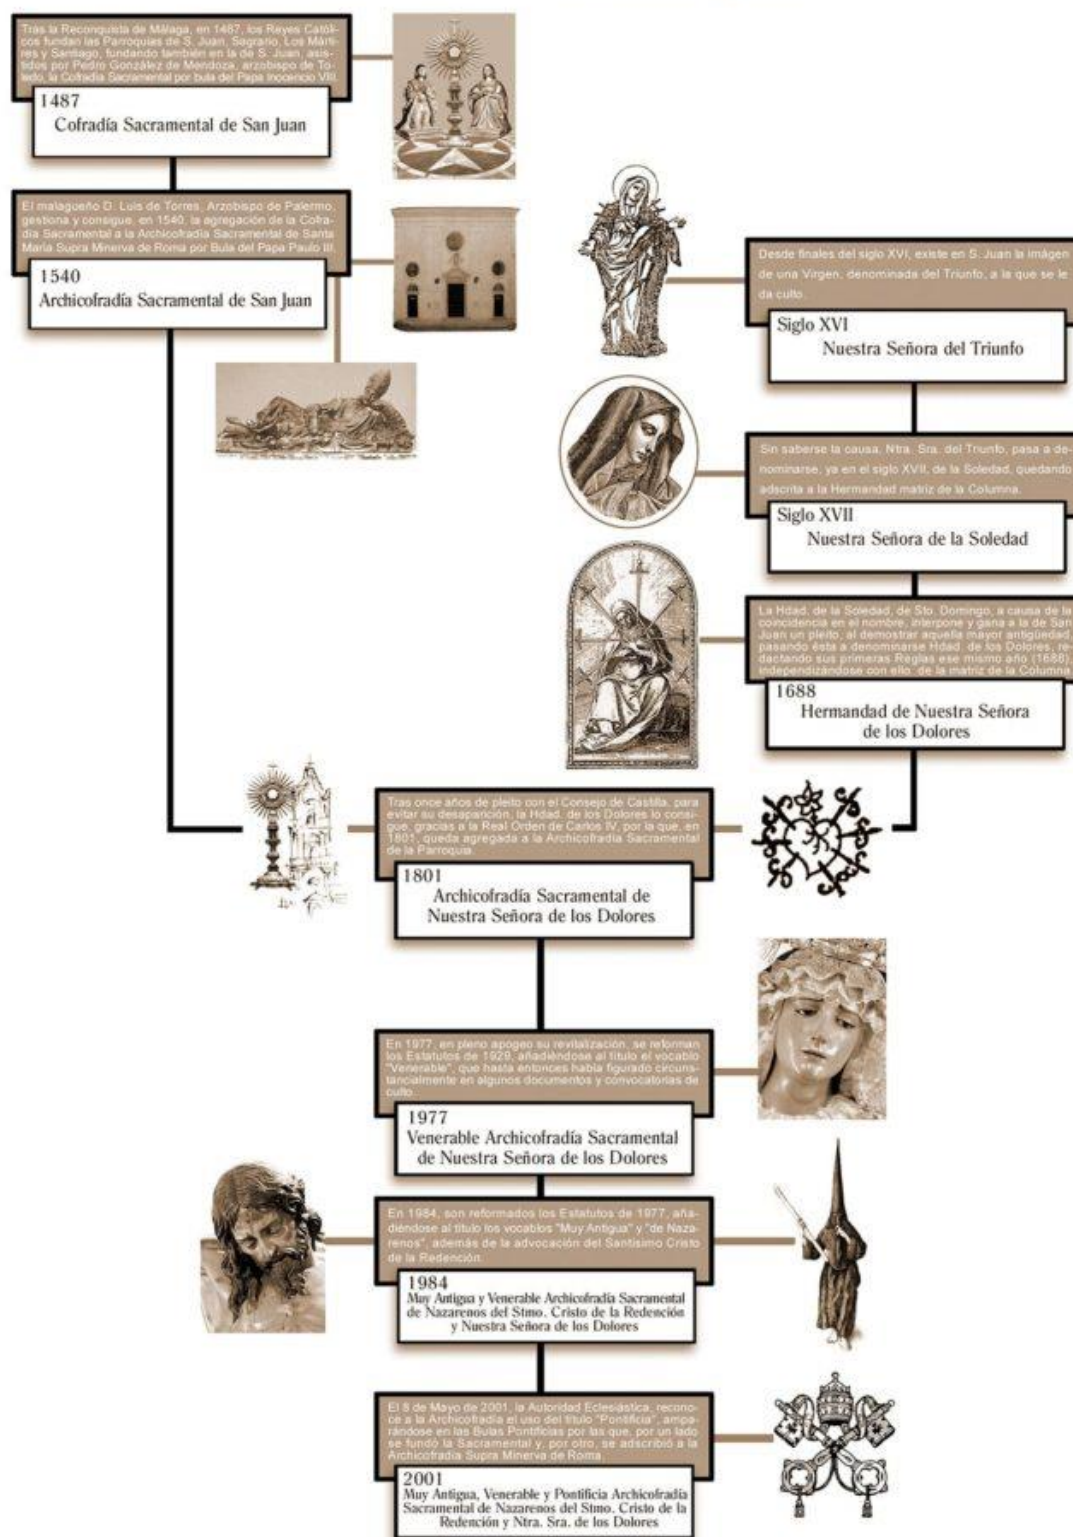 Tras la Reconquista de Málaga, en 1487, los Reyes Católi-
cos fundan las Parroquias de S. Juan, Sagrario, Los Márti-
res y Santiago, fundando también en la de S. Juan, asis-
tidos por Pedro González de Mendoza, arzobispo de To-
ledo, la Cofradía Sacramental por bula del Papa Inocencio VIII.
1487
Cofradía Sacramental de San Juan
El malagueño D. Luis de Torres, Arzobispo de Palermo,
gestiona y consigue, en 1540, la agregación de la Cofra-
día Sacramental a la Archicofradía Sacramental de Santa
María Supra Minerva de Roma por Bula del Papa Paulo III.
1540
Archicofradía Sacramental de San Juan
Desde finales del siglo XVI, existe en S. Juan la imágen
de una Virgen, denominada del Triunfo, a la que se le
da culto.
Siglo XVI
Nuestra Señora del Triunfo
Sin saberse la causa, Ntra. Sra. del Triunfo, pasa a de-
nominarse, ya en el siglo XVII, de la Soledad, quedando
adscrita a la Hermandad matriz de la Columna.
Siglo XVII
Nuestra Señora de la Soledad
La Hdad. de la Soledad, de Sto. Domingo, a causa de la
coincidencia en el nombre, interpone y gana a la de San
Juan un pleito, al demostrar aquella mayor antigüedad,
pasando ésta a denominarse Hdad. de los Dolores, re-
dactando sus primeras Reglas ese mismo año (1688),
independizándose con ello, de la matriz de la Columna.
1688
Hermandad de Nuestra Señora
de los Dolores
Tras once años de pleito con el Consejo de Castilla, para
evitar su desaparición, la Hdad. de los Dolores lo consi-
gue, gracias a la Real Orden de Carlos IV, por la que, en
1801, queda agregada a la Archicofradía Sacramental
de la Parroquia.
1801
Archicofradía Sacramental de
Nuestra Señora de los Dolores
En 1977, en pleno apogeo su revitalización, se reforman
los Estatutos de 1929, añadiéndose al título el vocablo
"Venerable", que hasta entonces había figurado circuns-
tancialmente en algunos documentos y convocatorias de
culto.
1977
Venerable Archicofradía Sacramental
de Nuestra Señora de los Dolores
En 1984, son reformados los Estatutos de 1977, aña-
diéndose al título los vocablos "Muy Antigua" y "de Naza-
renos", además de la advocación del Santísimo Cristo
de la Redención.
1984
Muy Antigua y Venerable Archicofradía Sacramental
de Nazarenos del Stmo. Cristo de la Redención
y Nuestra Señora de los Dolores
El 8 de Mayo de 2001, la Autoridad Eclesiástica, recono-
ce a la Archicofradía el uso del título "Pontificia", ampa-
rándose en las Bulas Pontificias por las que, por un lado
se fundó la Sacramental y, por otro, se adscribió a la
Archicofradía Supra Minerva de Roma.
2001
Muy Antigua, Venerable y Pontificia Archicofradía
Sacramental de Nazarenos del Stmo. Cristo de la
Redención y Ntra. Sra. de los Dolores